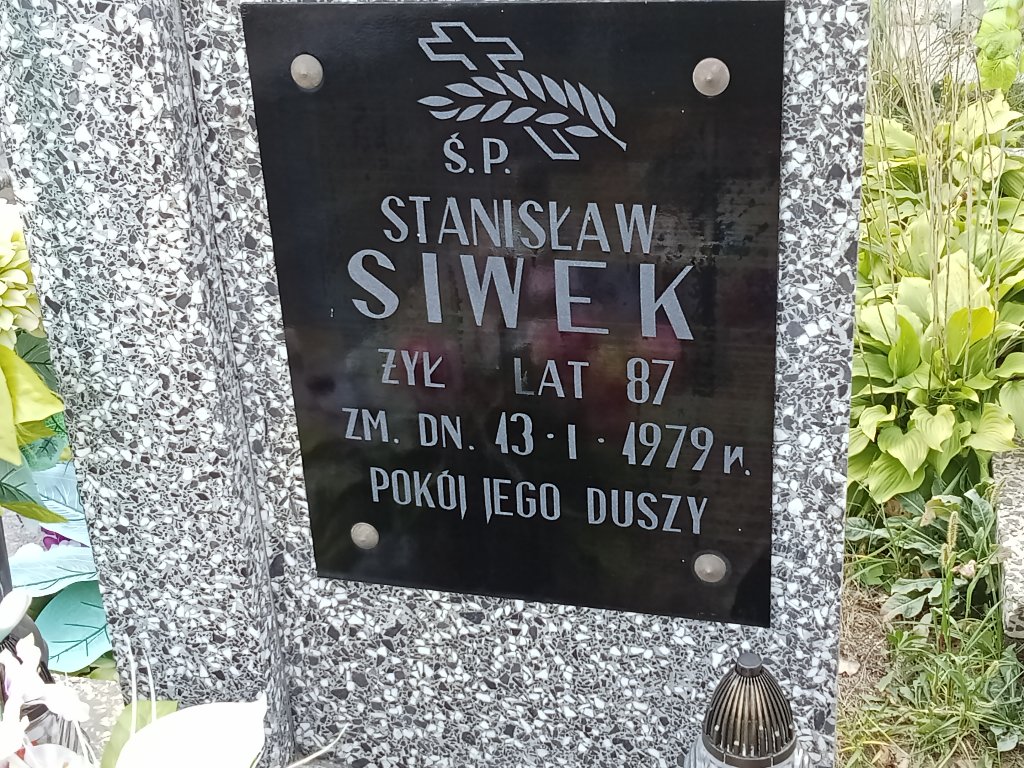 Ś.P.
STANISŁAW
SIWEK
ŻYŁ LAT 87
ZM. DN. 13·I·1979 r.
POKÓJ JEGO DUSZY